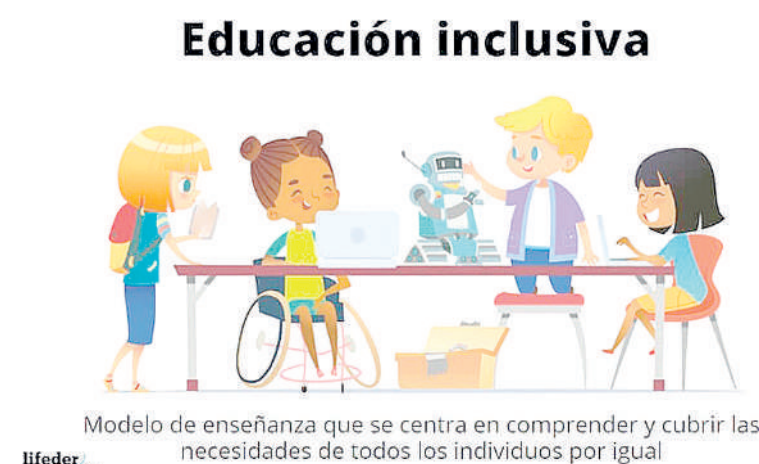 Educación inclusiva
Modelo de enseñanza que se centra en comprender y cubrir las
necesidades de todos los individuos por igual
lifeder